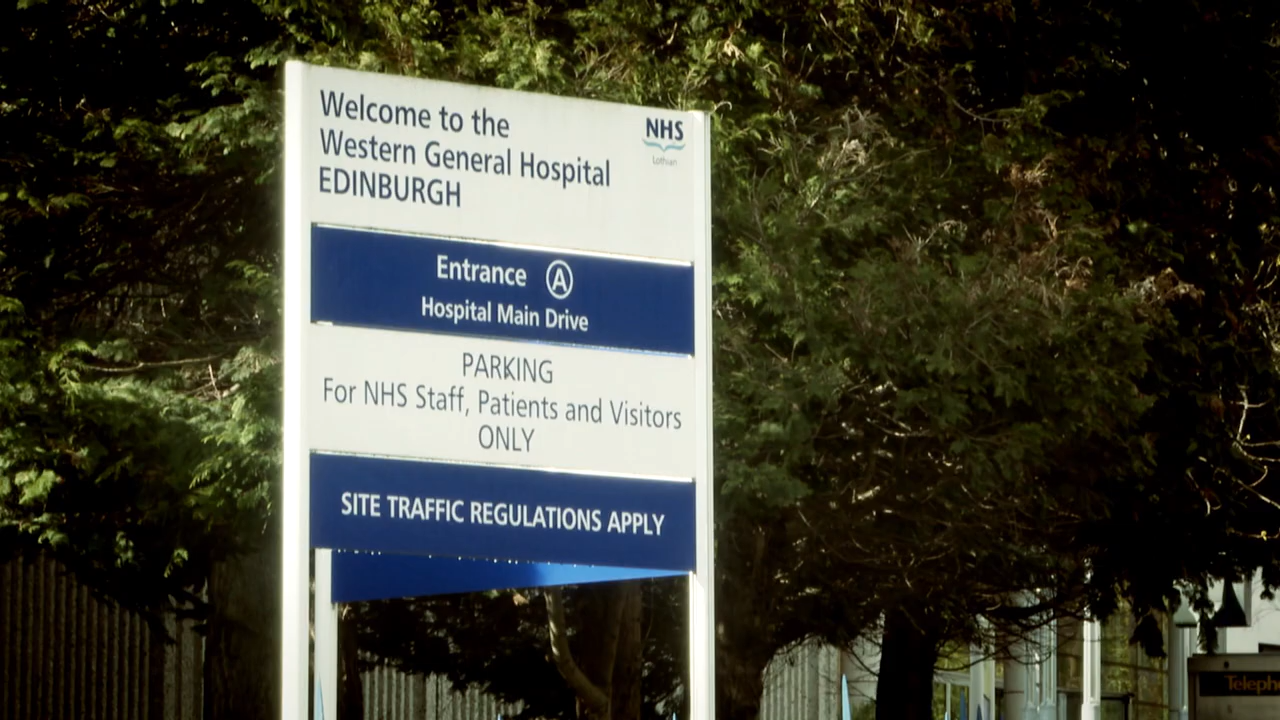 Welcome to the
Western General Hospital
EDINBURGH
NHS
Lothian
Entrance A
Hospital Main Drive
PARKING
For NHS Staff, Patients and Visitors
ONLY
SITE TRAFFIC REGULATIONS APPLY